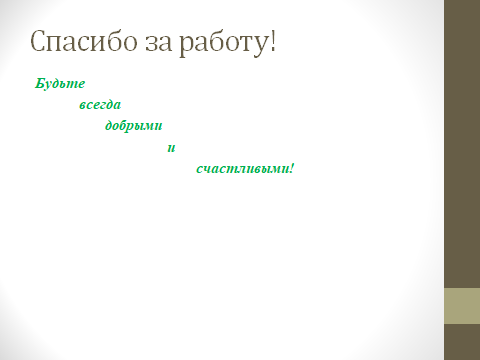 Спасибо за работу!
Будьте
всегда
добрыми
и
счастливыми!